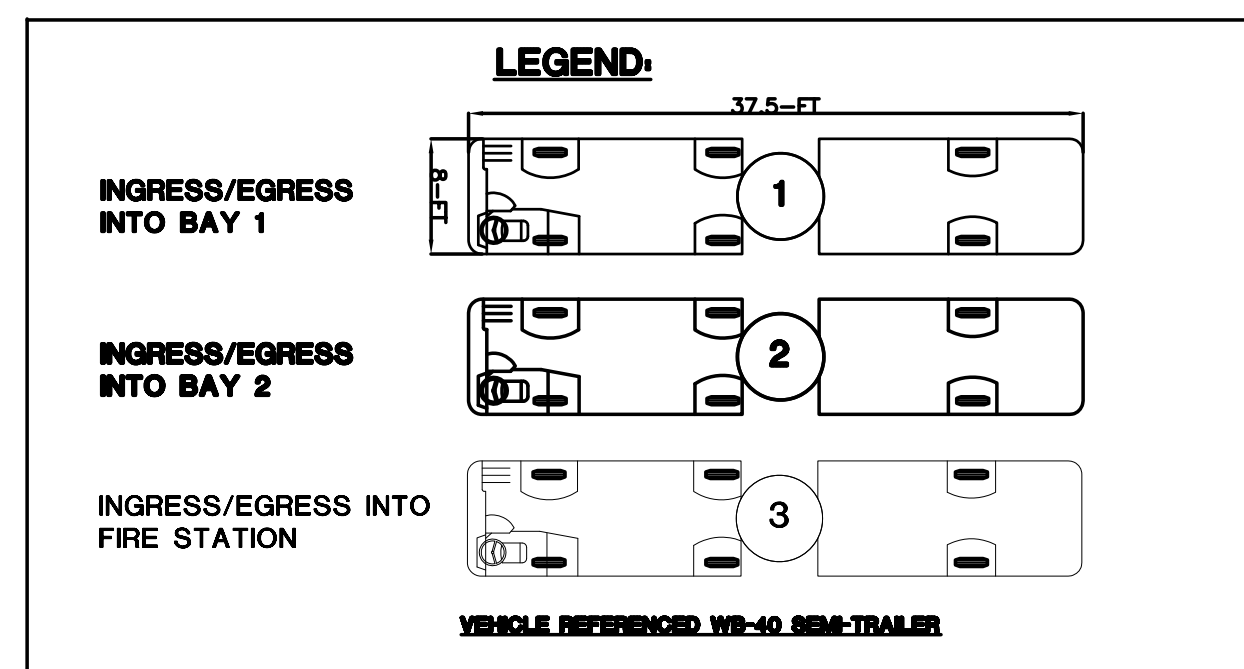 LEGEND:
37.5-FT
8-FT
INGRESS/EGRESS
INTO BAY 1
1
INGRESS/EGRESS
INTO BAY 2
2
INGRESS/EGRESS INTO
FIRE STATION
3
VEHICLE REFERENCED WB-40 SEMI-TRAILER